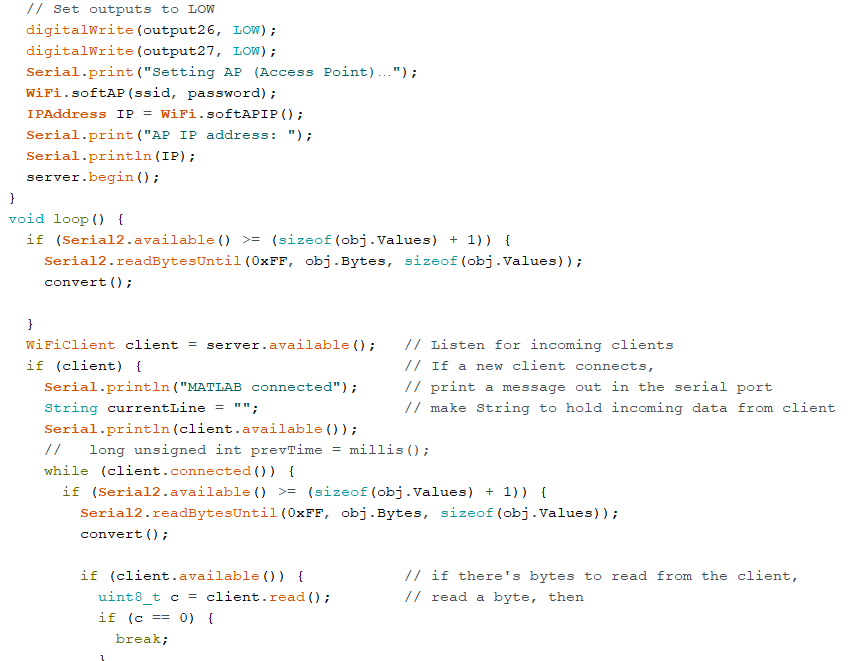 // Set outputs to LOW
digitalWrite(output26, LOW);
digitalWrite(output27, LOW);
Serial.print("Setting AP (Access Point)…");
WiFi.softAP(ssid, password);
IPAddress IP = WiFi.softAPIP();
Serial.print("AP IP address: ");
Serial.println(IP);
server.begin();
}
void loop() {
if (Serial2.available() >= (sizeof(obj.Values) + 1)) {
Serial2.readBytesUntil(0xFF, obj.Bytes, sizeof(obj.Values));
convert();
}
WiFiClient client = server.available(); // Listen for incoming clients
if (client) { // If a new client connects,
Serial.println("MATLAB connected"); // print a message out in the serial port
String currentLine = ""; // make String to hold incoming data from client
Serial.println(client.available());
// long unsigned int prevTime = millis();
while (client.connected()) {
if (Serial2.available() >= (sizeof(obj.Values) + 1)) {
Serial2.readBytesUntil(0xFF, obj.Bytes, sizeof(obj.Values));
convert();
if (client.available()) { // if there's bytes to read from the client,
uint8_t c = client.read(); // read a byte, then
if (c == 0) {
break;
}